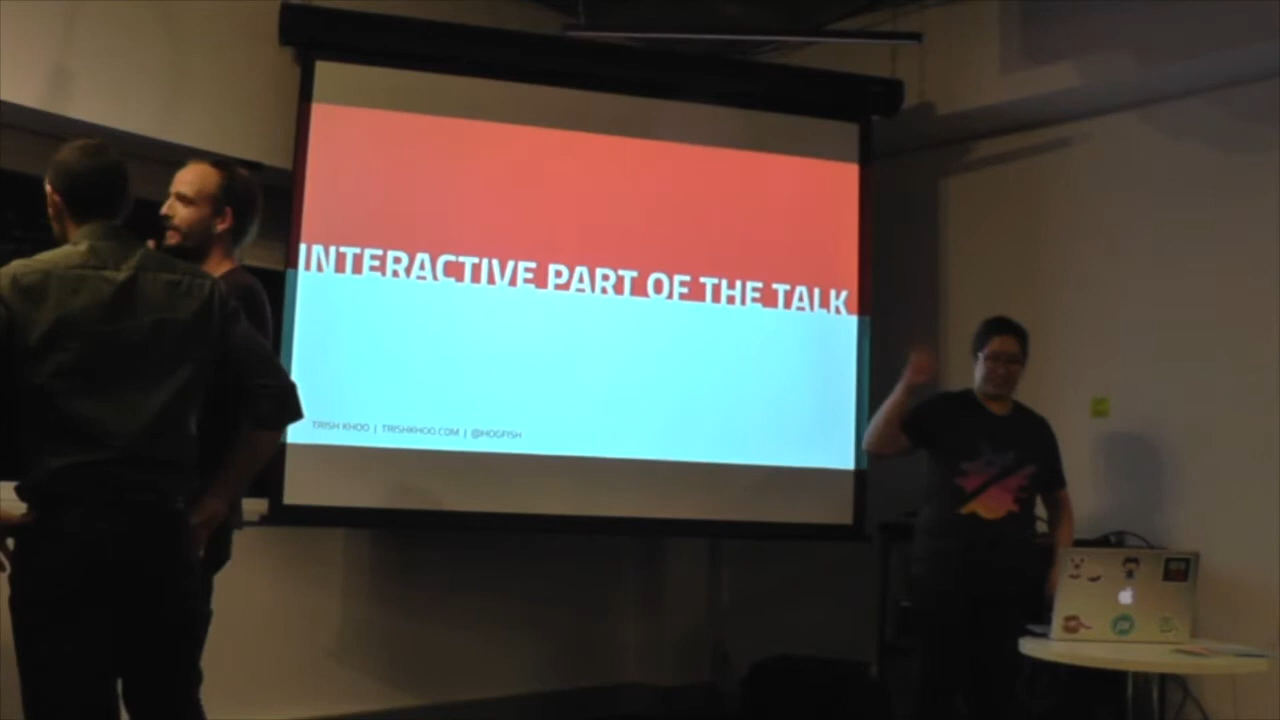 INTERACTIVE PART OF THE TALK
TRISH KHOO | TRISHKHOO.COM | @HOGFISH